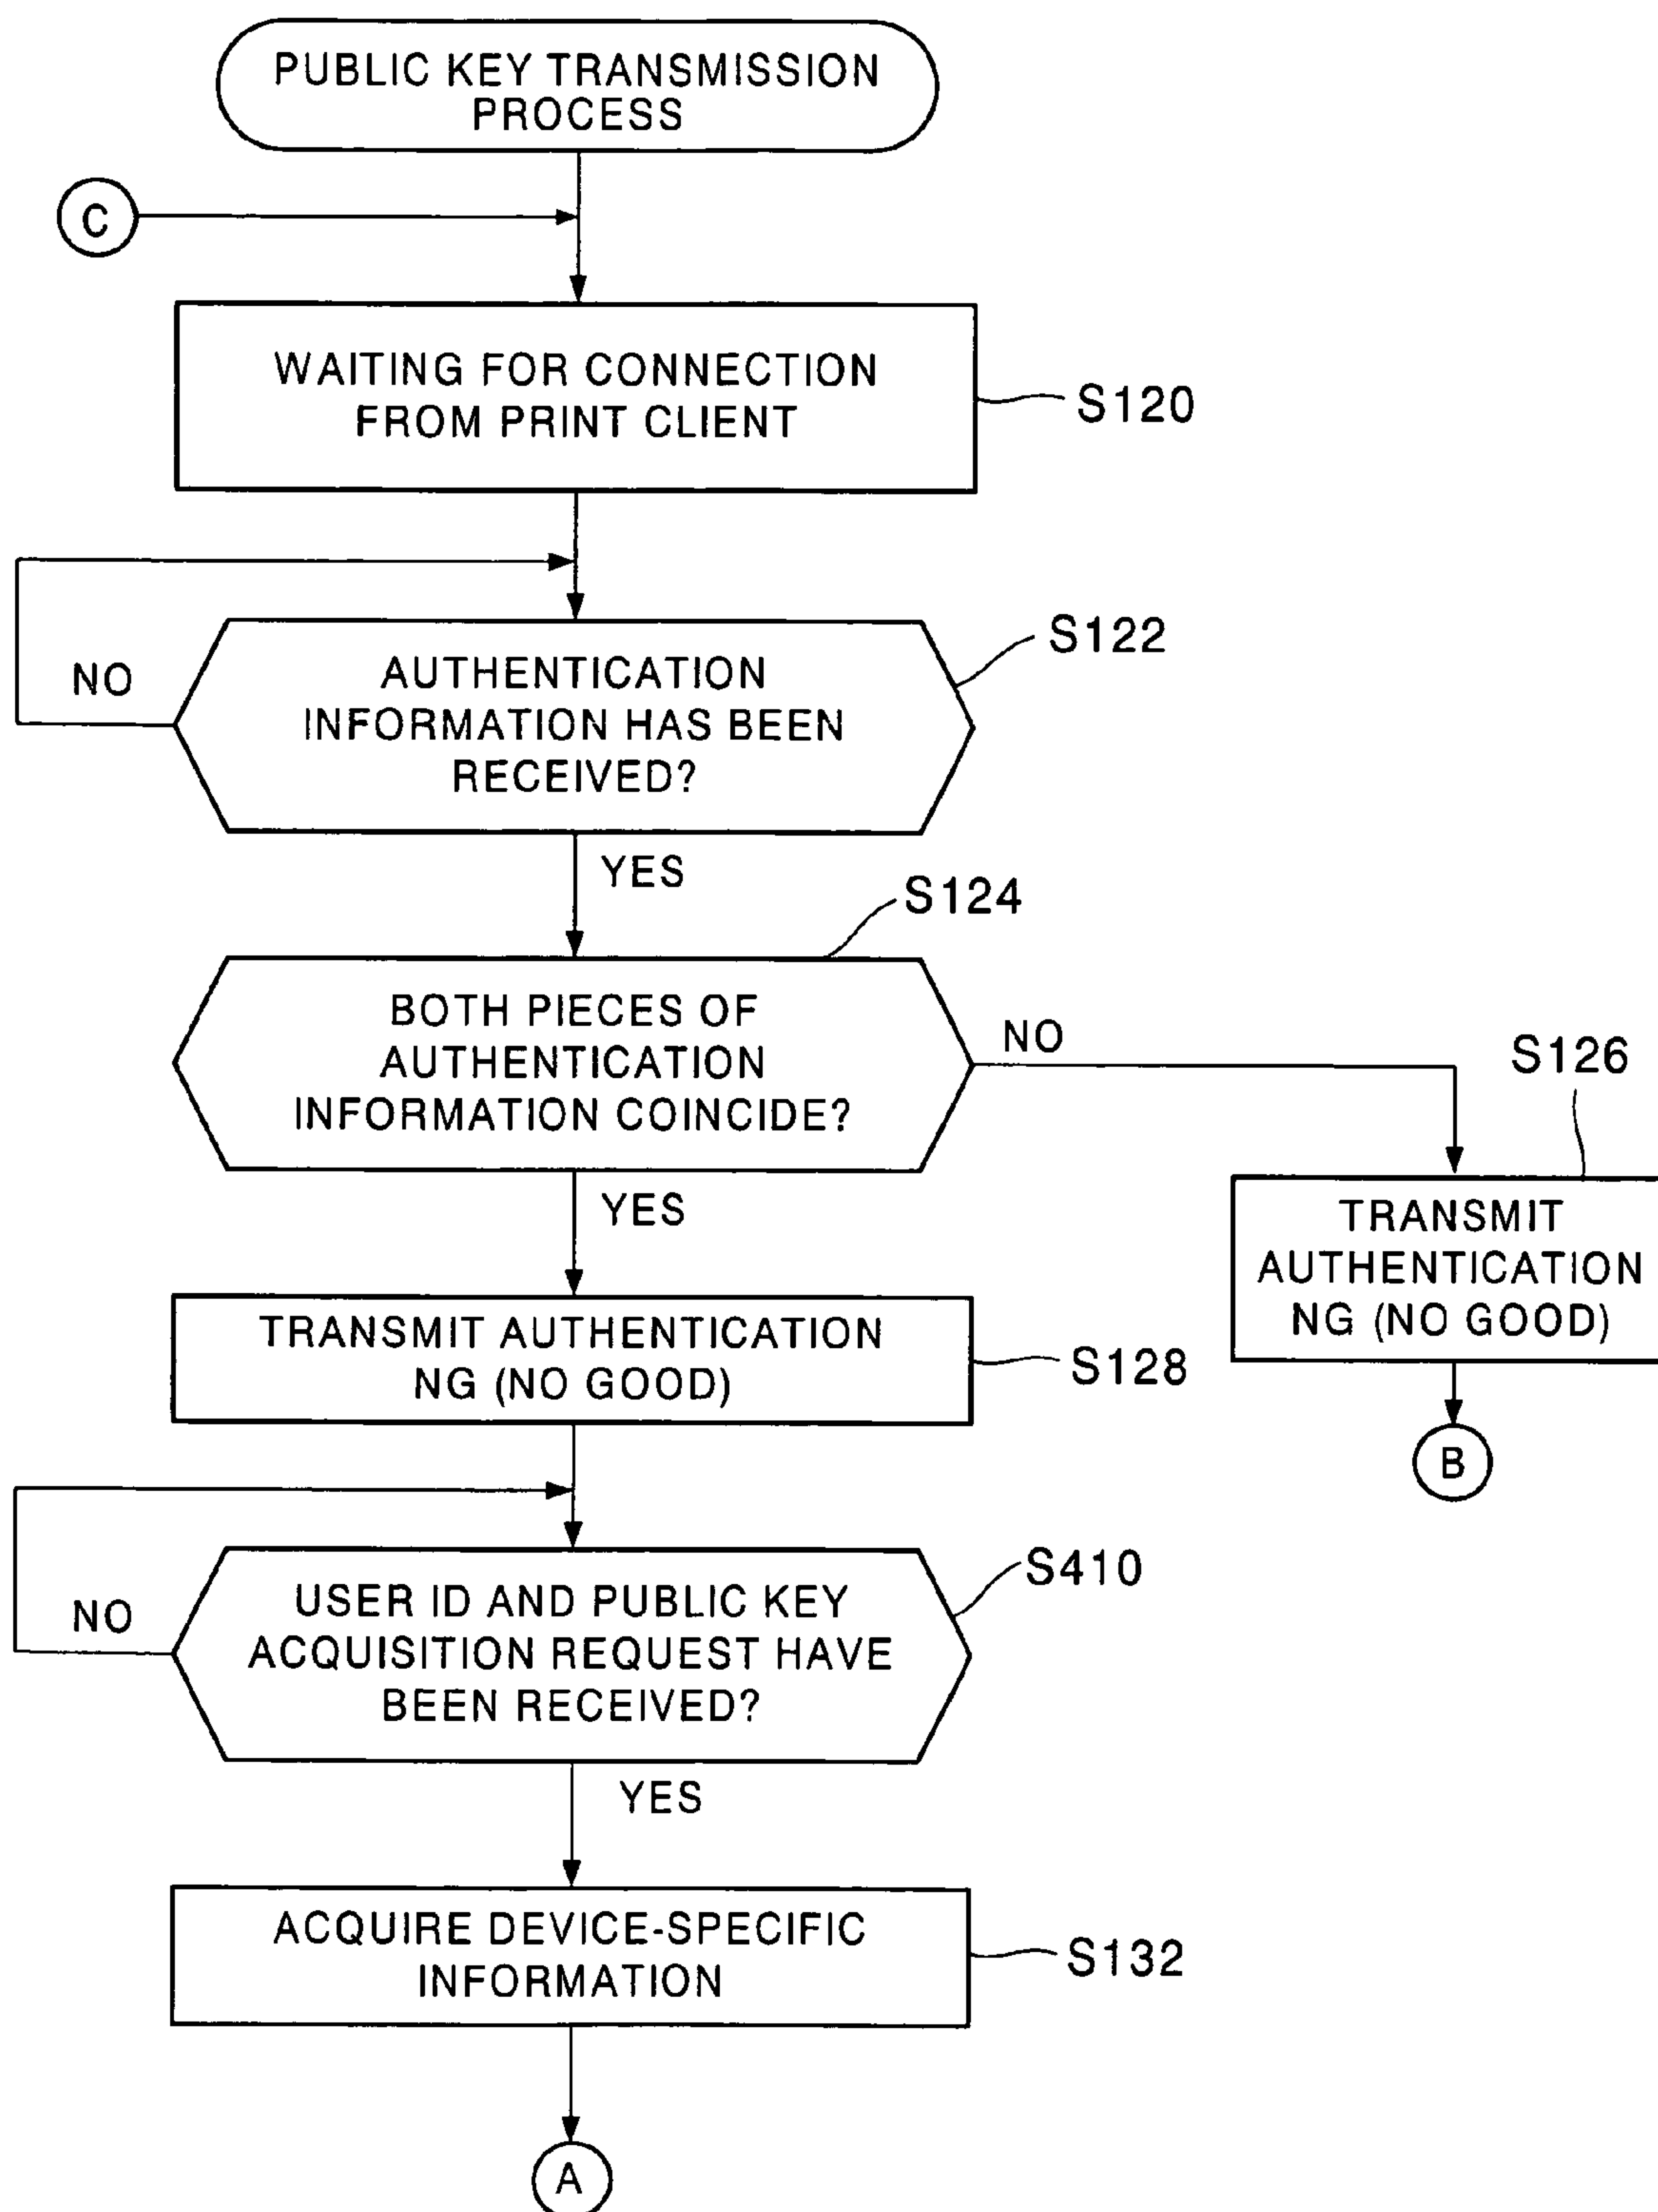 PUBLIC KEY TRANSMISSION
PROCESS
C
WAITING FOR CONNECTION
FROM PRINT CLIENT
S120
S122
NO
AUTHENTICATION
INFORMATION HAS BEEN
RECEIVED?
YES
S124
BOTH PIECES OF
AUTHENTICATION
INFORMATION COINCIDE?
NO
S126
YES
TRANSMIT
AUTHENTICATION
NG (NO GOOD)
TRANSMIT AUTHENTICATION
NG (NO GOOD)
S128
B
S410
NO
USER ID AND PUBLIC KEY
ACQUISITION REQUEST HAVE
BEEN RECEIVED?
YES
ACQUIRE DEVICE-SPECIFIC
INFORMATION
S132
A